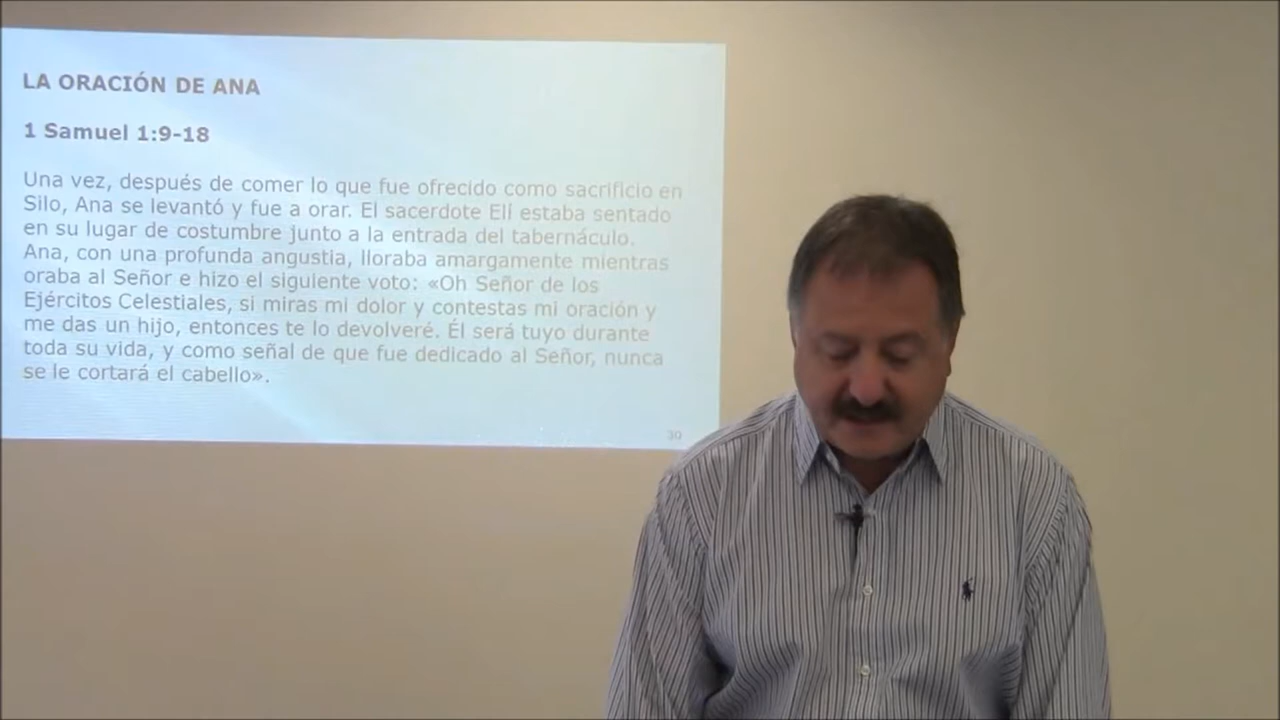 LA ORACIÓN DE ANA
1 Samuel 1:9-18
Una vez, después de comer lo que fue ofrecido como sacrificio en
Silo, Ana se levantó y fue a orar. El sacerdote Elí estaba sentado
en su lugar de costumbre junto a la entrada del tabernáculo.
Ana, con una profunda angustia, lloraba amargamente mientras
oraba al Señor e hizo el siguiente voto: «Oh Señor de los
Ejércitos Celestiales, si miras mi dolor y contestas mi oración y
me das un hijo, entonces te lo devolveré. Él será tuyo durante
toda su vida, y como señal de que fue dedicado al Señor, nunca
se le cortará el cabello».
30